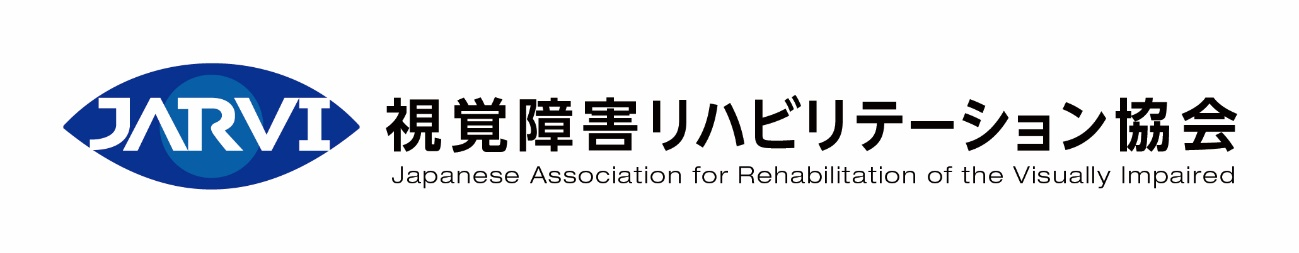 JARVI
視覚障害リハビリテーション協会
Japanese Association for Rehabilitation of the Visually Impaired